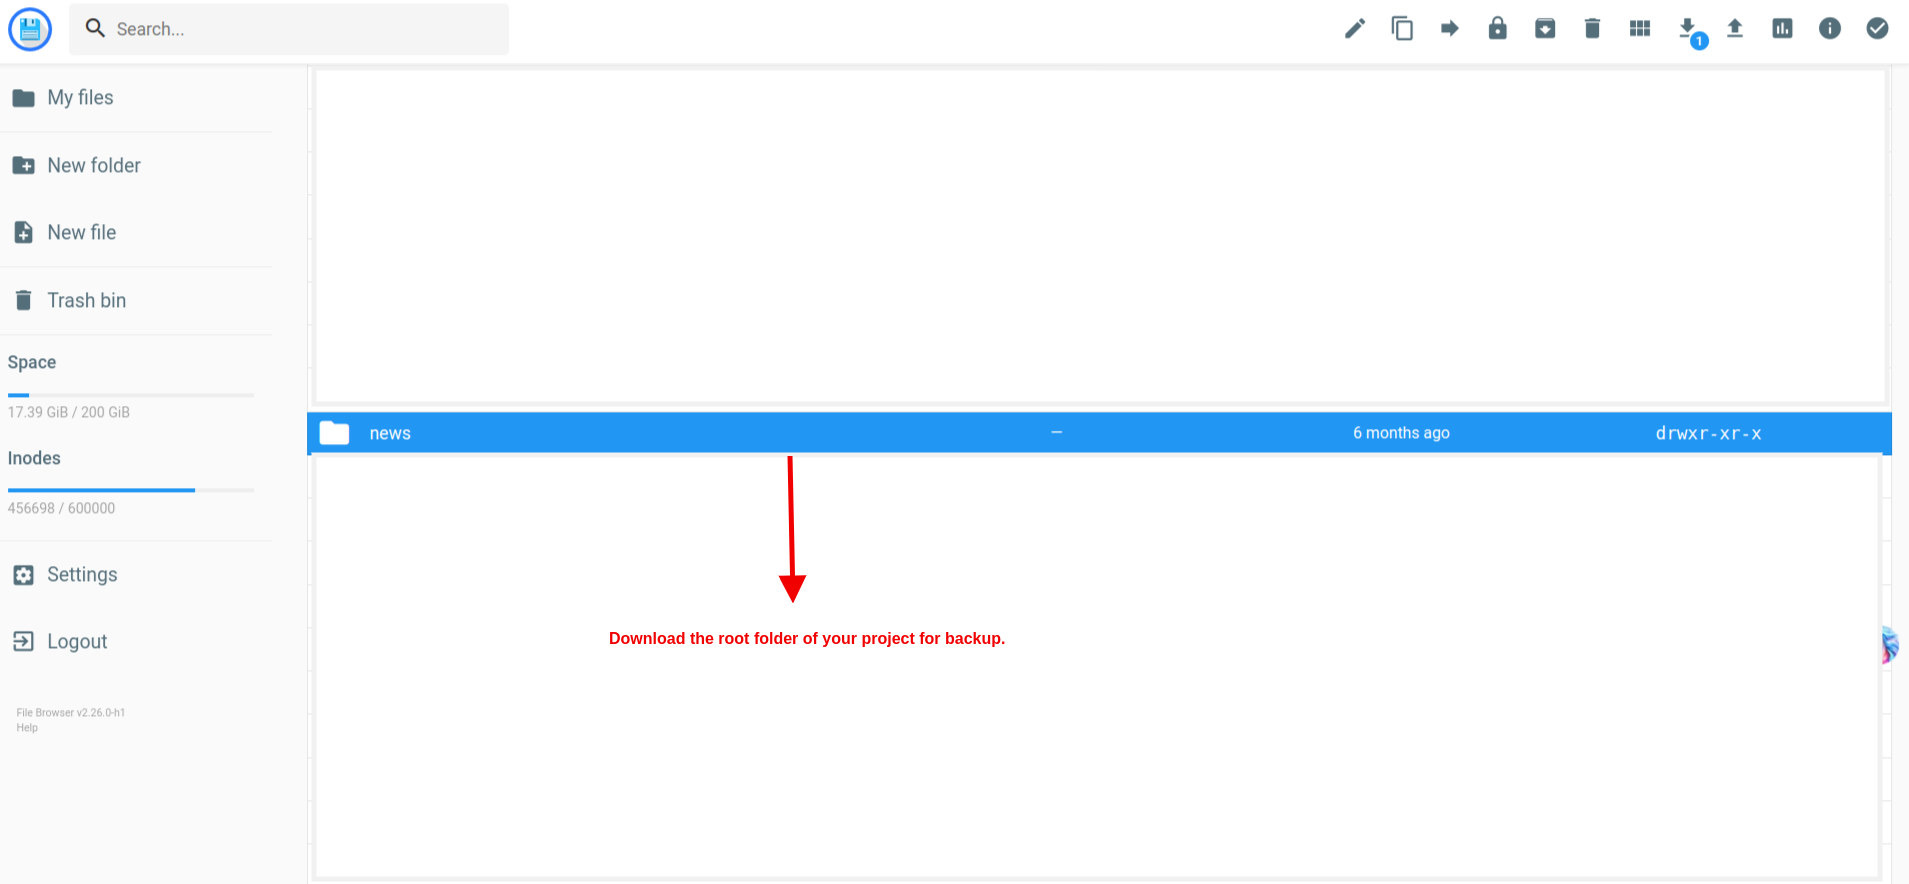 Search...
1
My files
New folder
New file
Trash bin
Space
17.39 GiB / 200 GiB
Inodes
456698 / 600000
Settings
Logout
File Browser v2.26.0-h1
Help
news — 6 months ago drwxr-xr-x
Download the root folder of your project for backup.